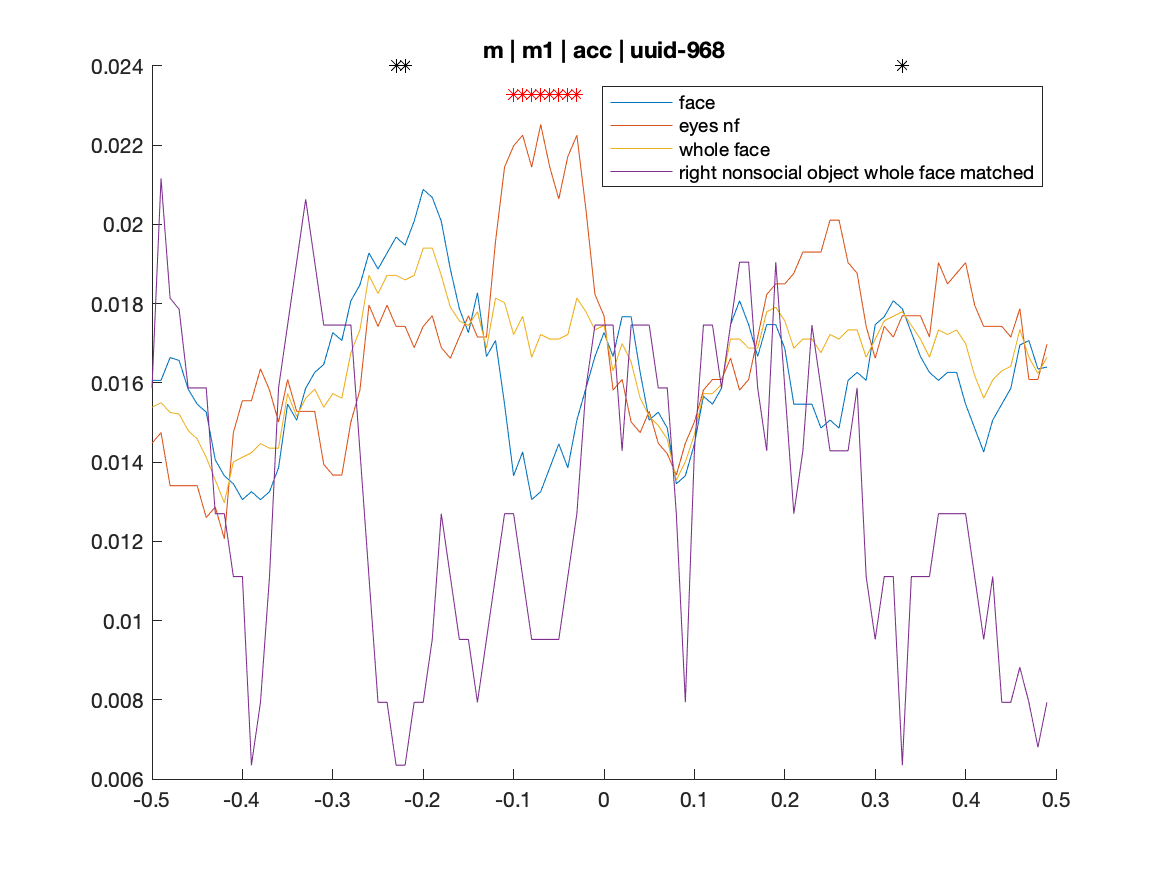 m | m1 | acc | uuid-968
0.024
0.022
0.02
0.018
0.016
0.014
0.012
0.01
0.008
0.006
face
eyes nf
whole face
right nonsocial object whole face matched
-0.5 -0.4 -0.3 -0.2 -0.1 0 0.1 0.2 0.3 0.4 0.5